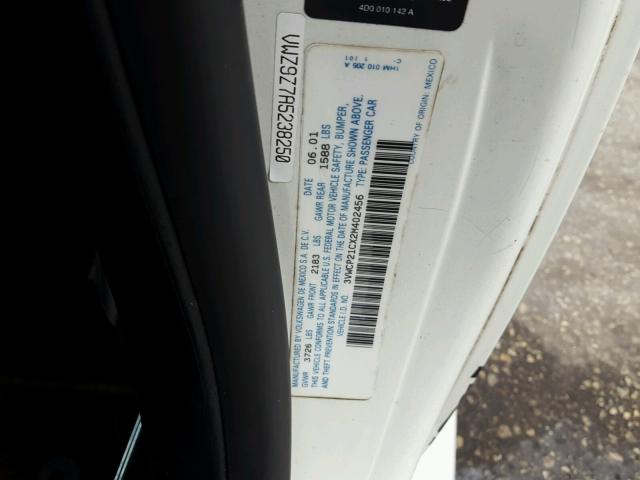 4D0 010 142 A
VWZ9Z7A5238250
1HM 010 205 A
MANUFACTURED BY VOLKSWAGEN DE MEXICO S.A. DE C.V. DATE 06.01
GVWR 3726 LBS GAWR FRONT 2183 LBS GAWR REAR 1588 LBS
THIS VEHICLE CONFORMS TO ALL APPLICABLE U.S. FEDERAL MOTOR VEHICLE SAFETY, BUMPER,
AND THEFT PREVENTION STANDARDS IN EFFECT ON THE DATE OF MANUFACTURE SHOWN ABOVE.
VEHICLE I.D. NO. 3VWCP21CX2M402456 TYPE: PASSENGER CAR
COUNTRY OF ORIGIN: MEXICO